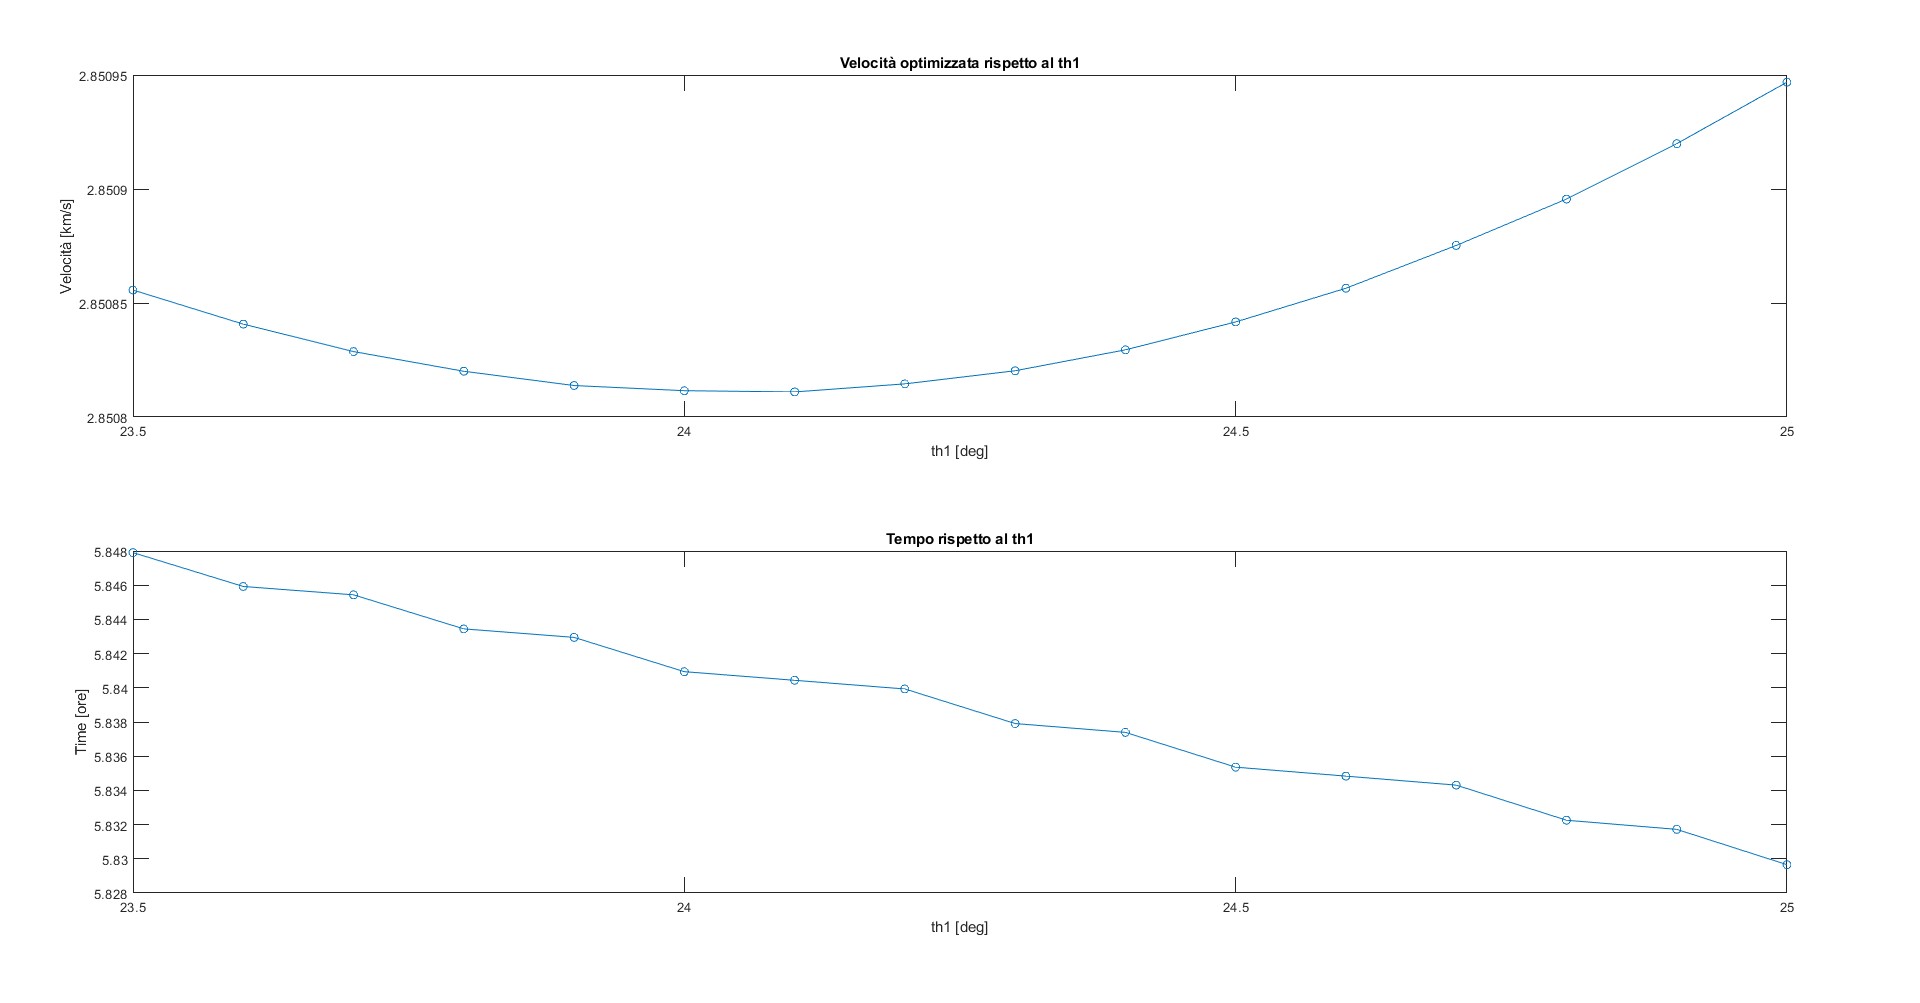 Velocità optimizzata rispetto al th1
2.85095
2.8509
2.85085
2.8508
Velocità [km/s]
23.5 24 24.5 25
th1 [deg]
Tempo rispetto al th1
5.848
5.846
5.844
5.842
5.84
5.838
5.836
5.834
5.832
5.83
5.828
Time [ore]
23.5 24 24.5 25
th1 [deg]